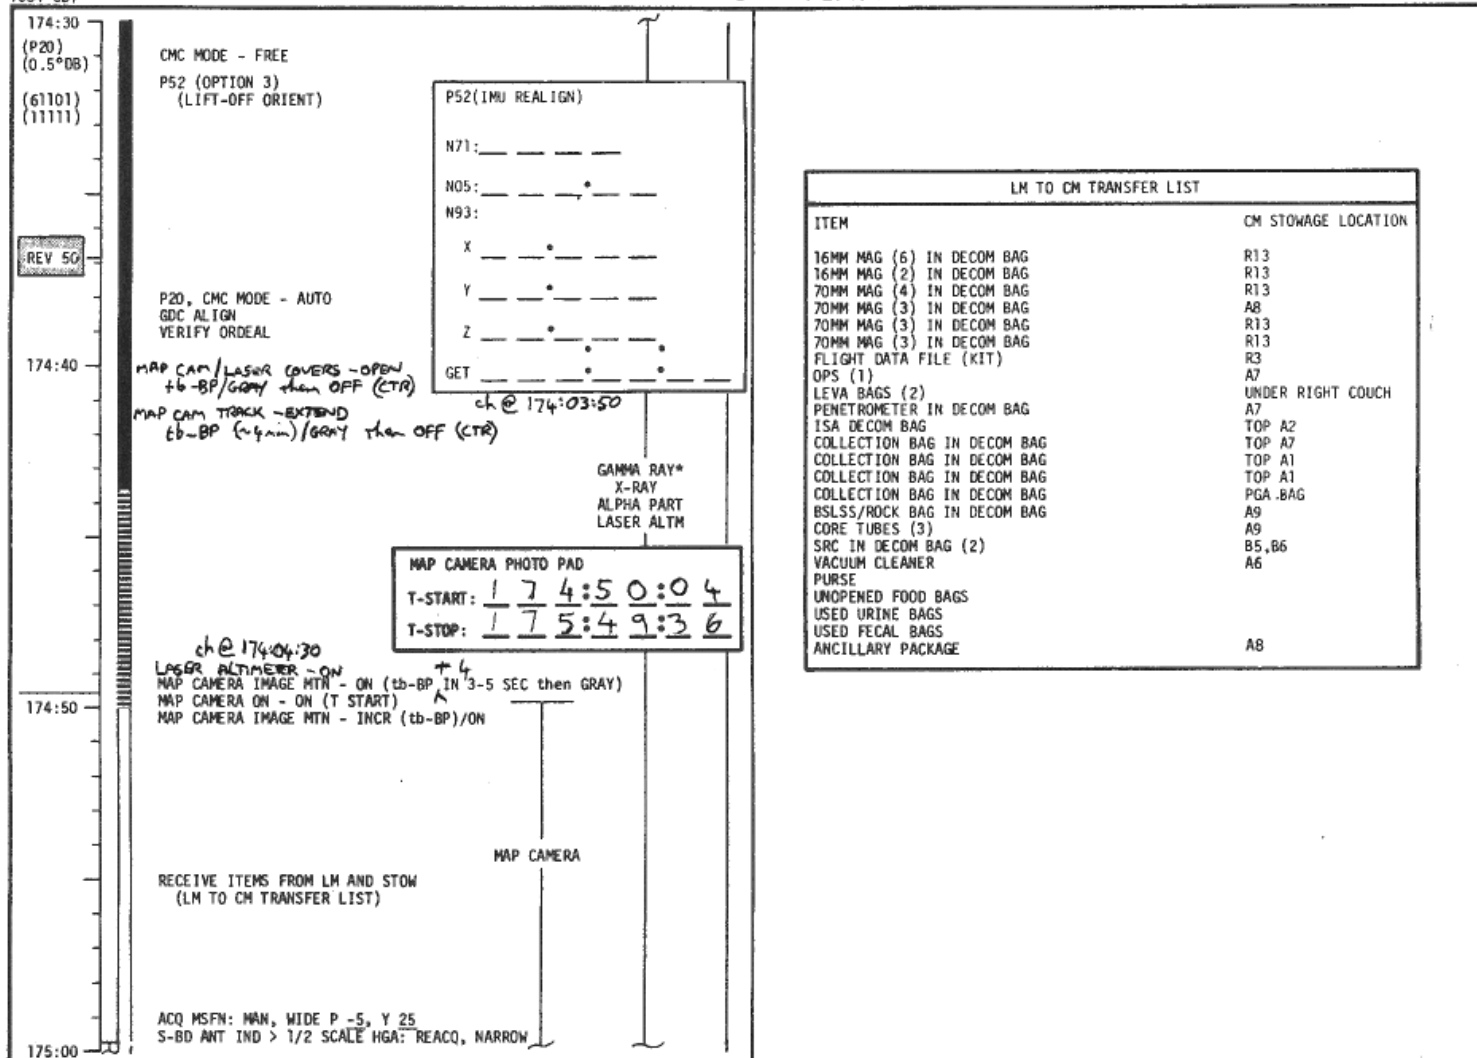 174:30
(P20)
(0.5°DB)
(61101)
(11111)
CMC MODE - FREE
P52 (OPTION 3)
(LIFT-OFF ORIENT)
P52(IMU REALIGN)
N71:
N05:
N93:
X
Y
Z
GET
REV 50
P20, CMC MODE - AUTO
GDC ALIGN
VERIFY ORDEAL
174:40
MAP CAM/LASER COVERS - OPEN
tb-BP/GRAY then OFF (CTR)
MAP CAM TRACK - EXTEND
tb-BP (~4min)/GRAY then OFF (CTR)
ch @ 174:03:50
GAMMA RAY*
X-RAY
ALPHA PART
LASER ALTM
MAP CAMERA PHOTO PAD
T-START: 174:50:04
T-STOP: 175:49:36
ch @ 174:04:30
LASER ALTIMETER - ON
+4
MAP CAMERA IMAGE MTN - ON (tb-BP IN 3-5 SEC then GRAY)
MAP CAMERA ON - ON (T START)
MAP CAMERA IMAGE MTN - INCR (tb-BP)/ON
174:50
MAP CAMERA
RECEIVE ITEMS FROM LM AND STOW
(LM TO CM TRANSFER LIST)
ACQ MSFN: MAN, WIDE P -5, Y 25
S-BD ANT IND > 1/2 SCALE HGA: REACQ, NARROW
175:00
LM TO CM TRANSFER LIST
ITEM CM STOWAGE LOCATION
16MM MAG (6) IN DECOM BAG R13
16MM MAG (2) IN DECOM BAG R13
70MM MAG (4) IN DECOM BAG R13
70MM MAG (3) IN DECOM BAG A8
70MM MAG (3) IN DECOM BAG R13
70MM MAG (3) IN DECOM BAG R13
FLIGHT DATA FILE (KIT) R3
OPS (1) A7
LEVA BAGS (2) UNDER RIGHT COUCH
PENETROMETER IN DECOM BAG A7
ISA DECOM BAG TOP A2
COLLECTION BAG IN DECOM BAG TOP A7
COLLECTION BAG IN DECOM BAG TOP A1
COLLECTION BAG IN DECOM BAG TOP A1
COLLECTION BAG IN DECOM BAG PGA BAG
BSLSS/ROCK BAG IN DECOM BAG A9
CORE TUBES (3) A9
SRC IN DECOM BAG (2) B5,B6
VACUUM CLEANER A6
PURSE
UNOPENED FOOD BAGS
USED URINE BAGS
USED FECAL BAGS
ANCILLARY PACKAGE A8